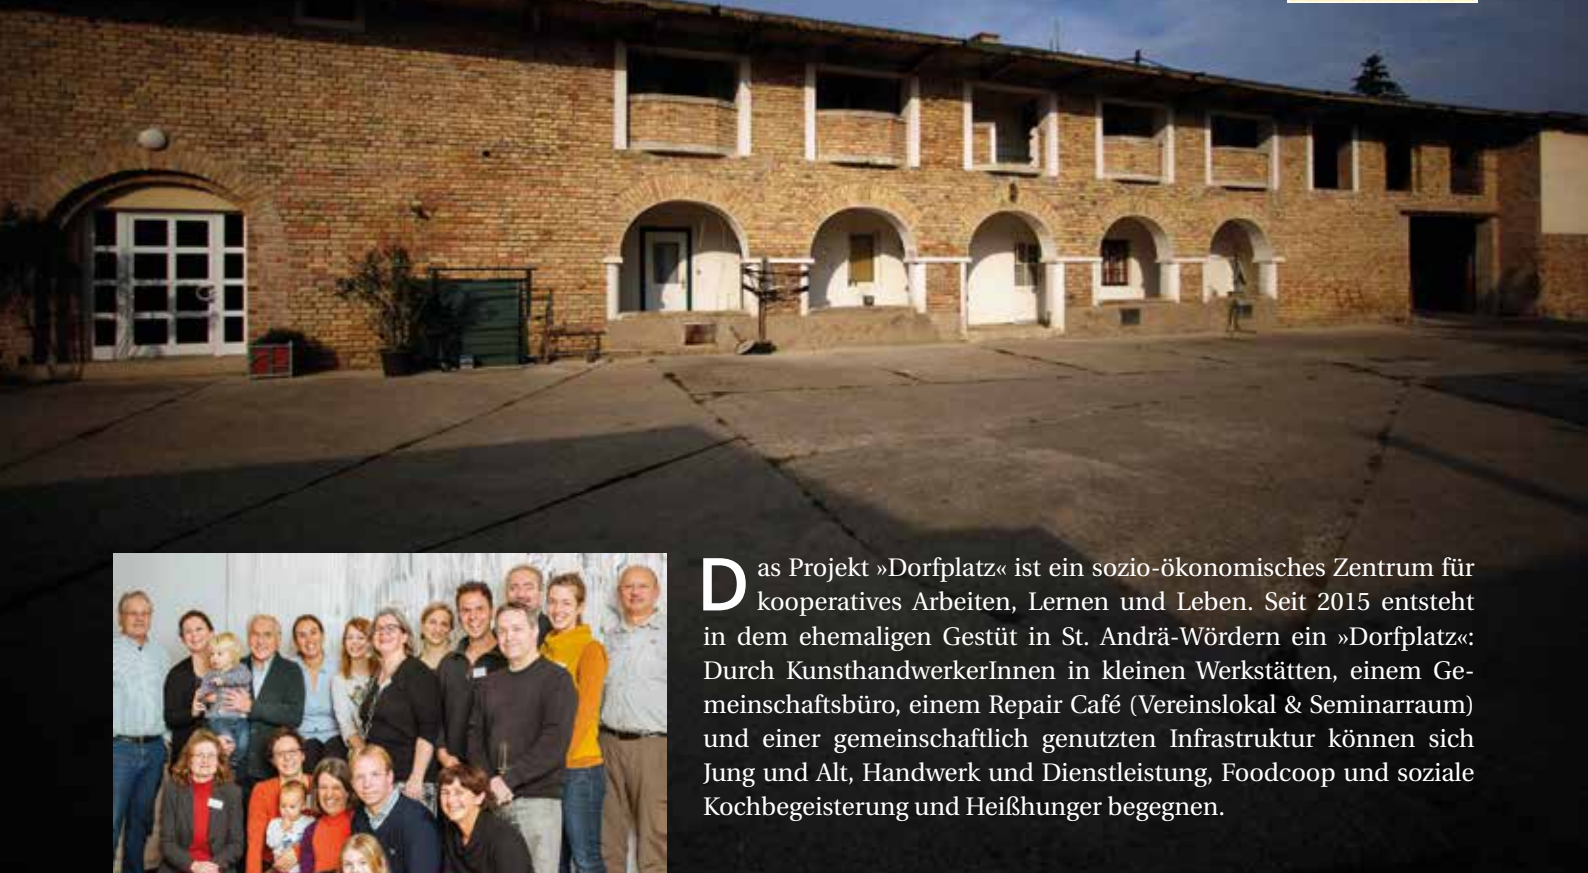 Das Projekt »Dorfplatz« ist ein sozio-ökonomisches Zentrum für
kooperatives Arbeiten, Lernen und Leben. Seit 2015 entsteht
in dem ehemaligen Gestüt in St. Andrä-Wördern ein »Dorfplatz«:
Durch KunsthandwerkerInnen in kleinen Werkstätten, einem Ge-
meinschaftsbüro, einem Repair Café (Vereinslokal & Seminarraum)
und einer gemeinschaftlich genutzten Infrastruktur können sich
Jung und Alt, Handwerk und Dienstleistung, Foodcoop und soziale
Kochbegeisterung und Heißhunger begegnen.